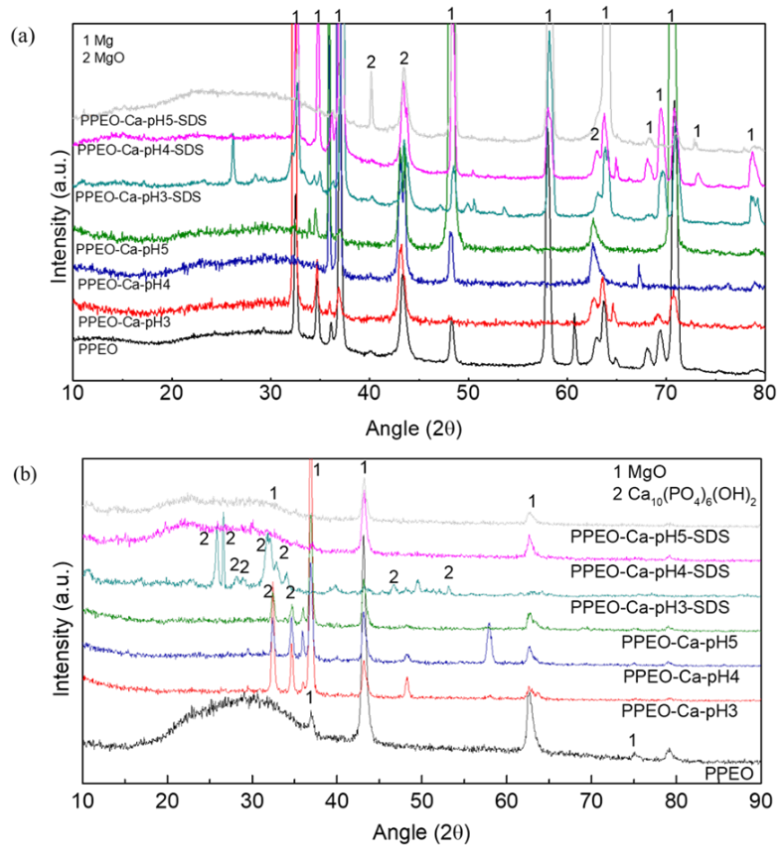 (a)
1 Mg
2 MgO
1 1 1 1 1 1 1
2 2 2 1 1 1 1
PPEO-Ca-pH5-SDS
PPEO-Ca-pH4-SDS
PPEO-Ca-pH3-SDS
PPEO-Ca-pH5
PPEO-Ca-pH4
PPEO-Ca-pH3
PPEO
Intensity (a.u.)
10 20 30 40 50 60 70 80
Angle (2θ)
(b)
1 MgO
2 Ca₁₀(PO₄)₆(OH)₂
1 1 1 1
PPEO-Ca-pH5-SDS
PPEO-Ca-pH4-SDS
2 2 2 2 2 2 2 2
PPEO-Ca-pH3-SDS
2 2
PPEO-Ca-pH5
PPEO-Ca-pH4
PPEO-Ca-pH3
1 1
PPEO
Intensity (a.u.)
10 20 30 40 50 60 70 80 90
Angle (2θ)